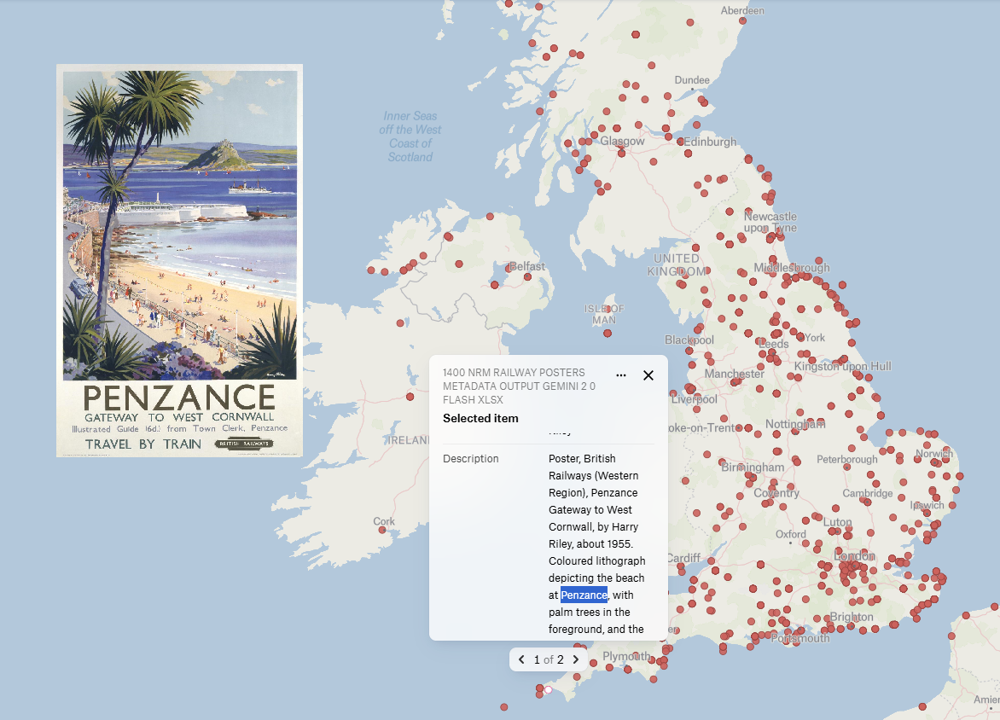 Aberdeen
Dundee
Inner Seas
off the West
Coast of
Scotland
Glasgow
Edinburgh
Newcastle
upon Tyne
UNITED
KINGDOM
Middlesbrough
Belfast
ISLE OF
MAN
Blackpool
Leeds
York
Kingston upon Hull
Manchester
Liverpool
oke-on-Trent
Nottingham
Norwich
Peterborough
Birmingham
Coventry
Cambridge
Ipswich
Luton
Oxford
London
Cardiff
Brighton
Portsmouth
Plymouth
IRELAN
Cork
Amien
PENZANCE
GATEWAY TO WEST CORNWALL
Illustrated Guide (6d.) from Town Clerk, Penzance
TRAVEL BY TRAIN BRITISH RAILWAYS
1400 NRM RAILWAY POSTERS
METADATA OUTPUT GEMINI 2 0
FLASH XLSX
Selected item
Description
Poster, British
Railways (Western
Region), Penzance
Gateway to West
Cornwall, by Harry
Riley, about 1955.
Coloured lithograph
depicting the beach
at Penzance, with
palm trees in the
foreground, and the
1 of 2